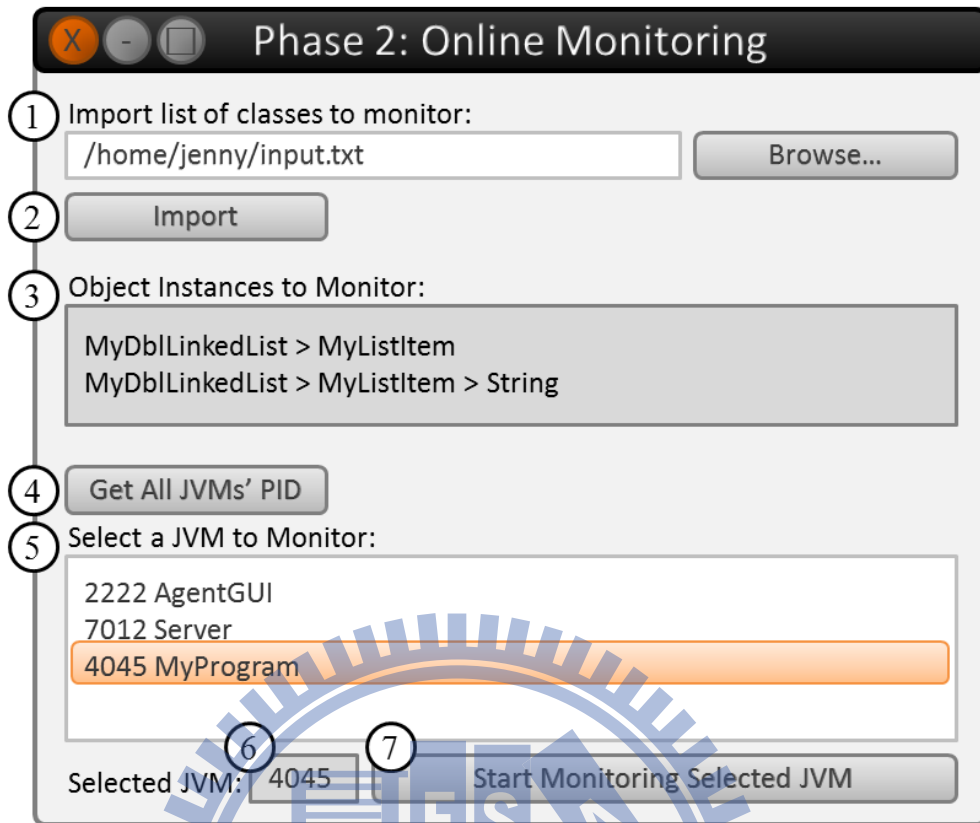 X - Phase 2: Online Monitoring
1 Import list of classes to monitor:
/home/jenny/input.txt Browse...
2 Import
3 Object Instances to Monitor:
MyDblLinkedList > MyListItem
MyDblLinkedList > MyListItem > String
4 Get All JVMs' PID
5 Select a JVM to Monitor:
2222 AgentGUI
7012 Server
4045 MyProgram
6 7
Selected JVM: 4045 Start Monitoring Selected JVM